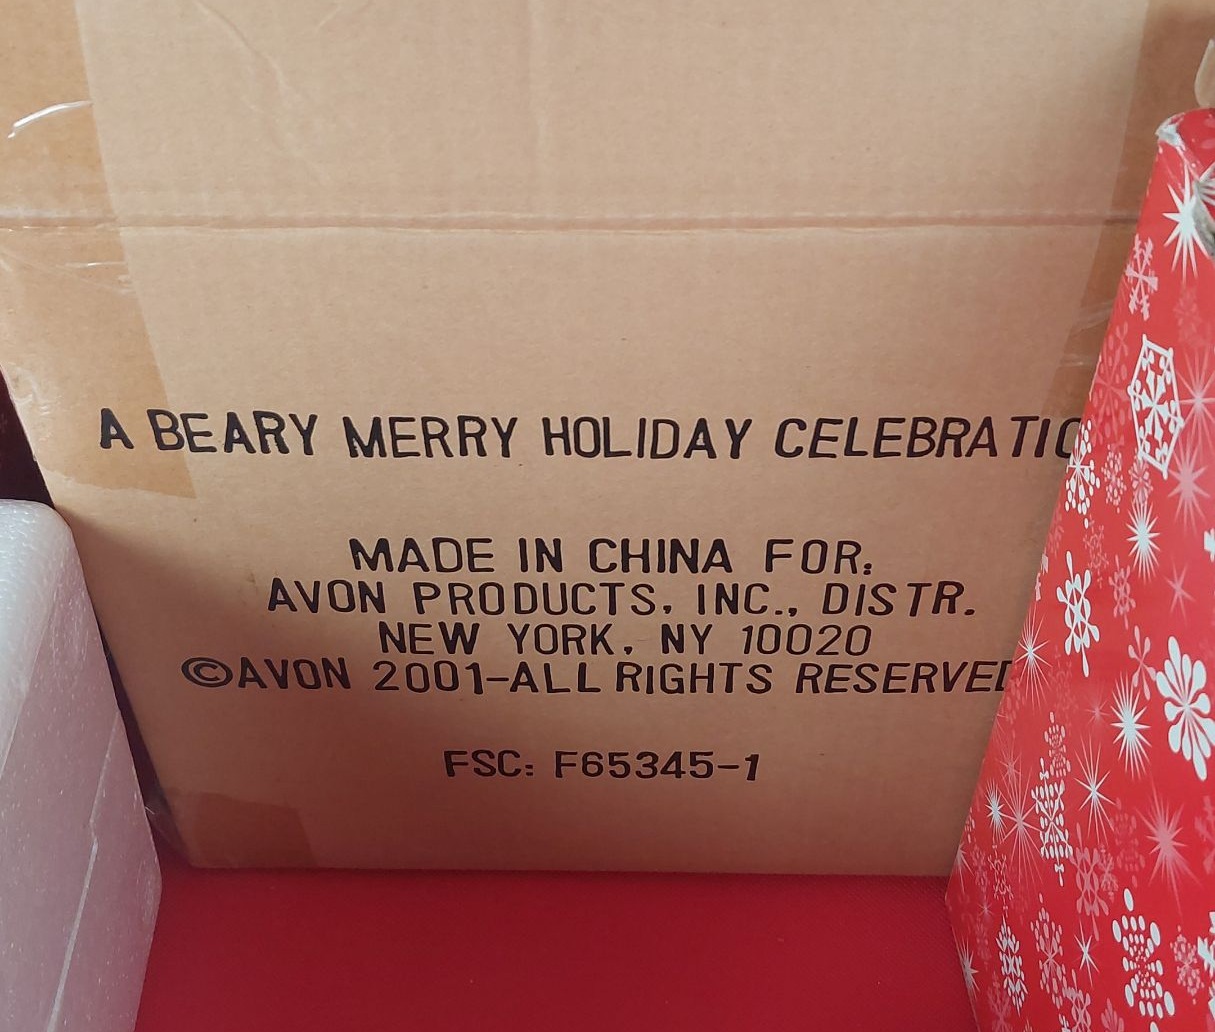 A BEARY MERRY HOLIDAY CELEBRATIO
MADE IN CHINA FOR:
AVON PRODUCTS, INC., DISTR.
NEW YORK, NY 10020
©AVON 2001-ALL RIGHTS RESERVED
FSC: F65345-1